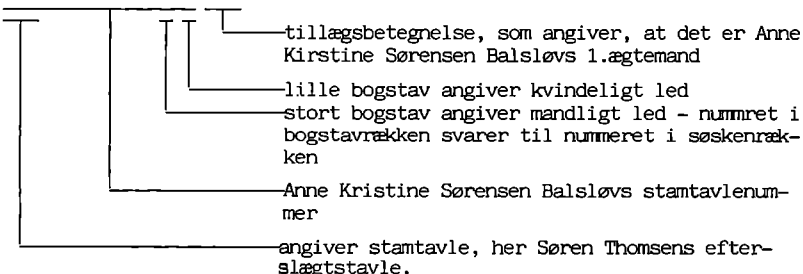 tillægsbetegnelse, som angiver, at det er Anne
Kirstine Sørensen Balsløvs 1.ægtemand
lille bogstav angiver kvindeligt led
stort bogstav angiver mandligt led - nummret i
bogstavrækken svarer til nummeret i søskenræk-
ken
Anne Kristine Sørensen Balsløvs stamtavlenum-
mer
angiver stamtavle, her Søren Thomsens efter-
slægtstavle.